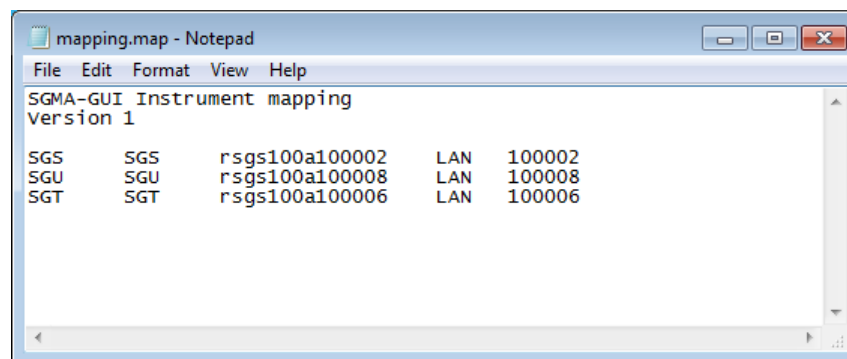 mapping.map - Notepad
File Edit Format View Help
SGMA-GUI Instrument mapping
Version 1
SGS SGS rsgs100a100002 LAN 100002
SGU SGU rsgs100a100008 LAN 100008
SGT SGT rsgs100a100006 LAN 100006